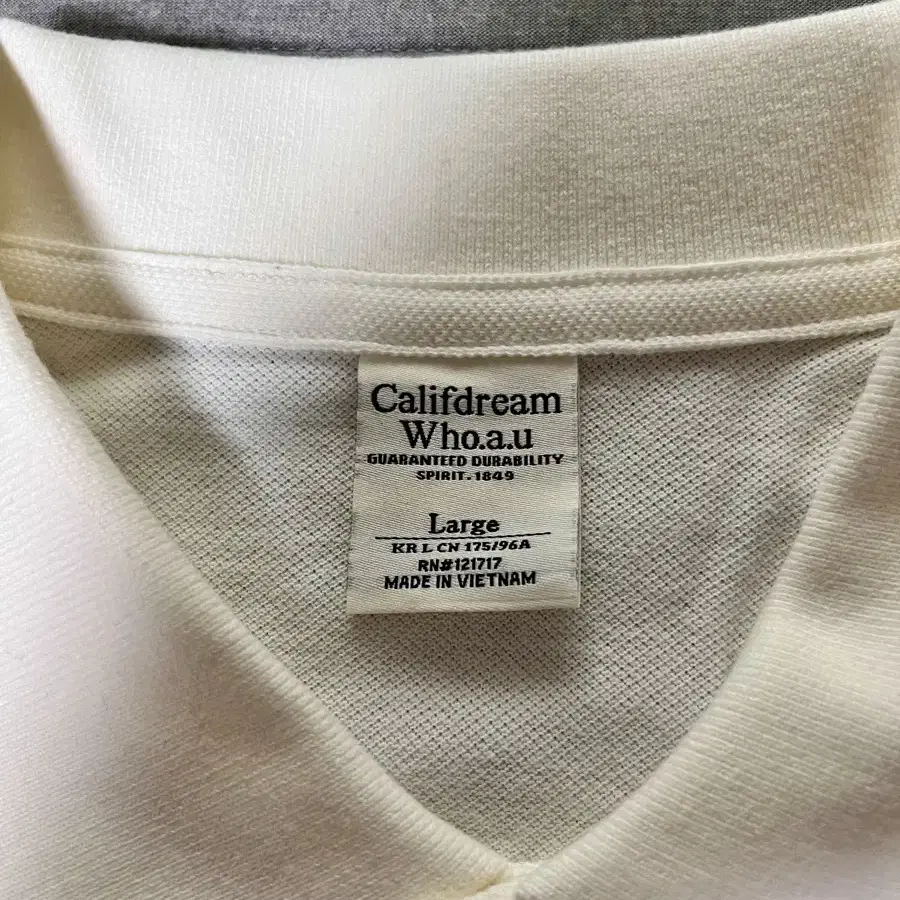 Califdream
Who.a.u
GUARANTEED DURABILITY
SPIRIT.1849
Large
KR L CN 175/96A
RN#121717
MADE IN VIETNAM